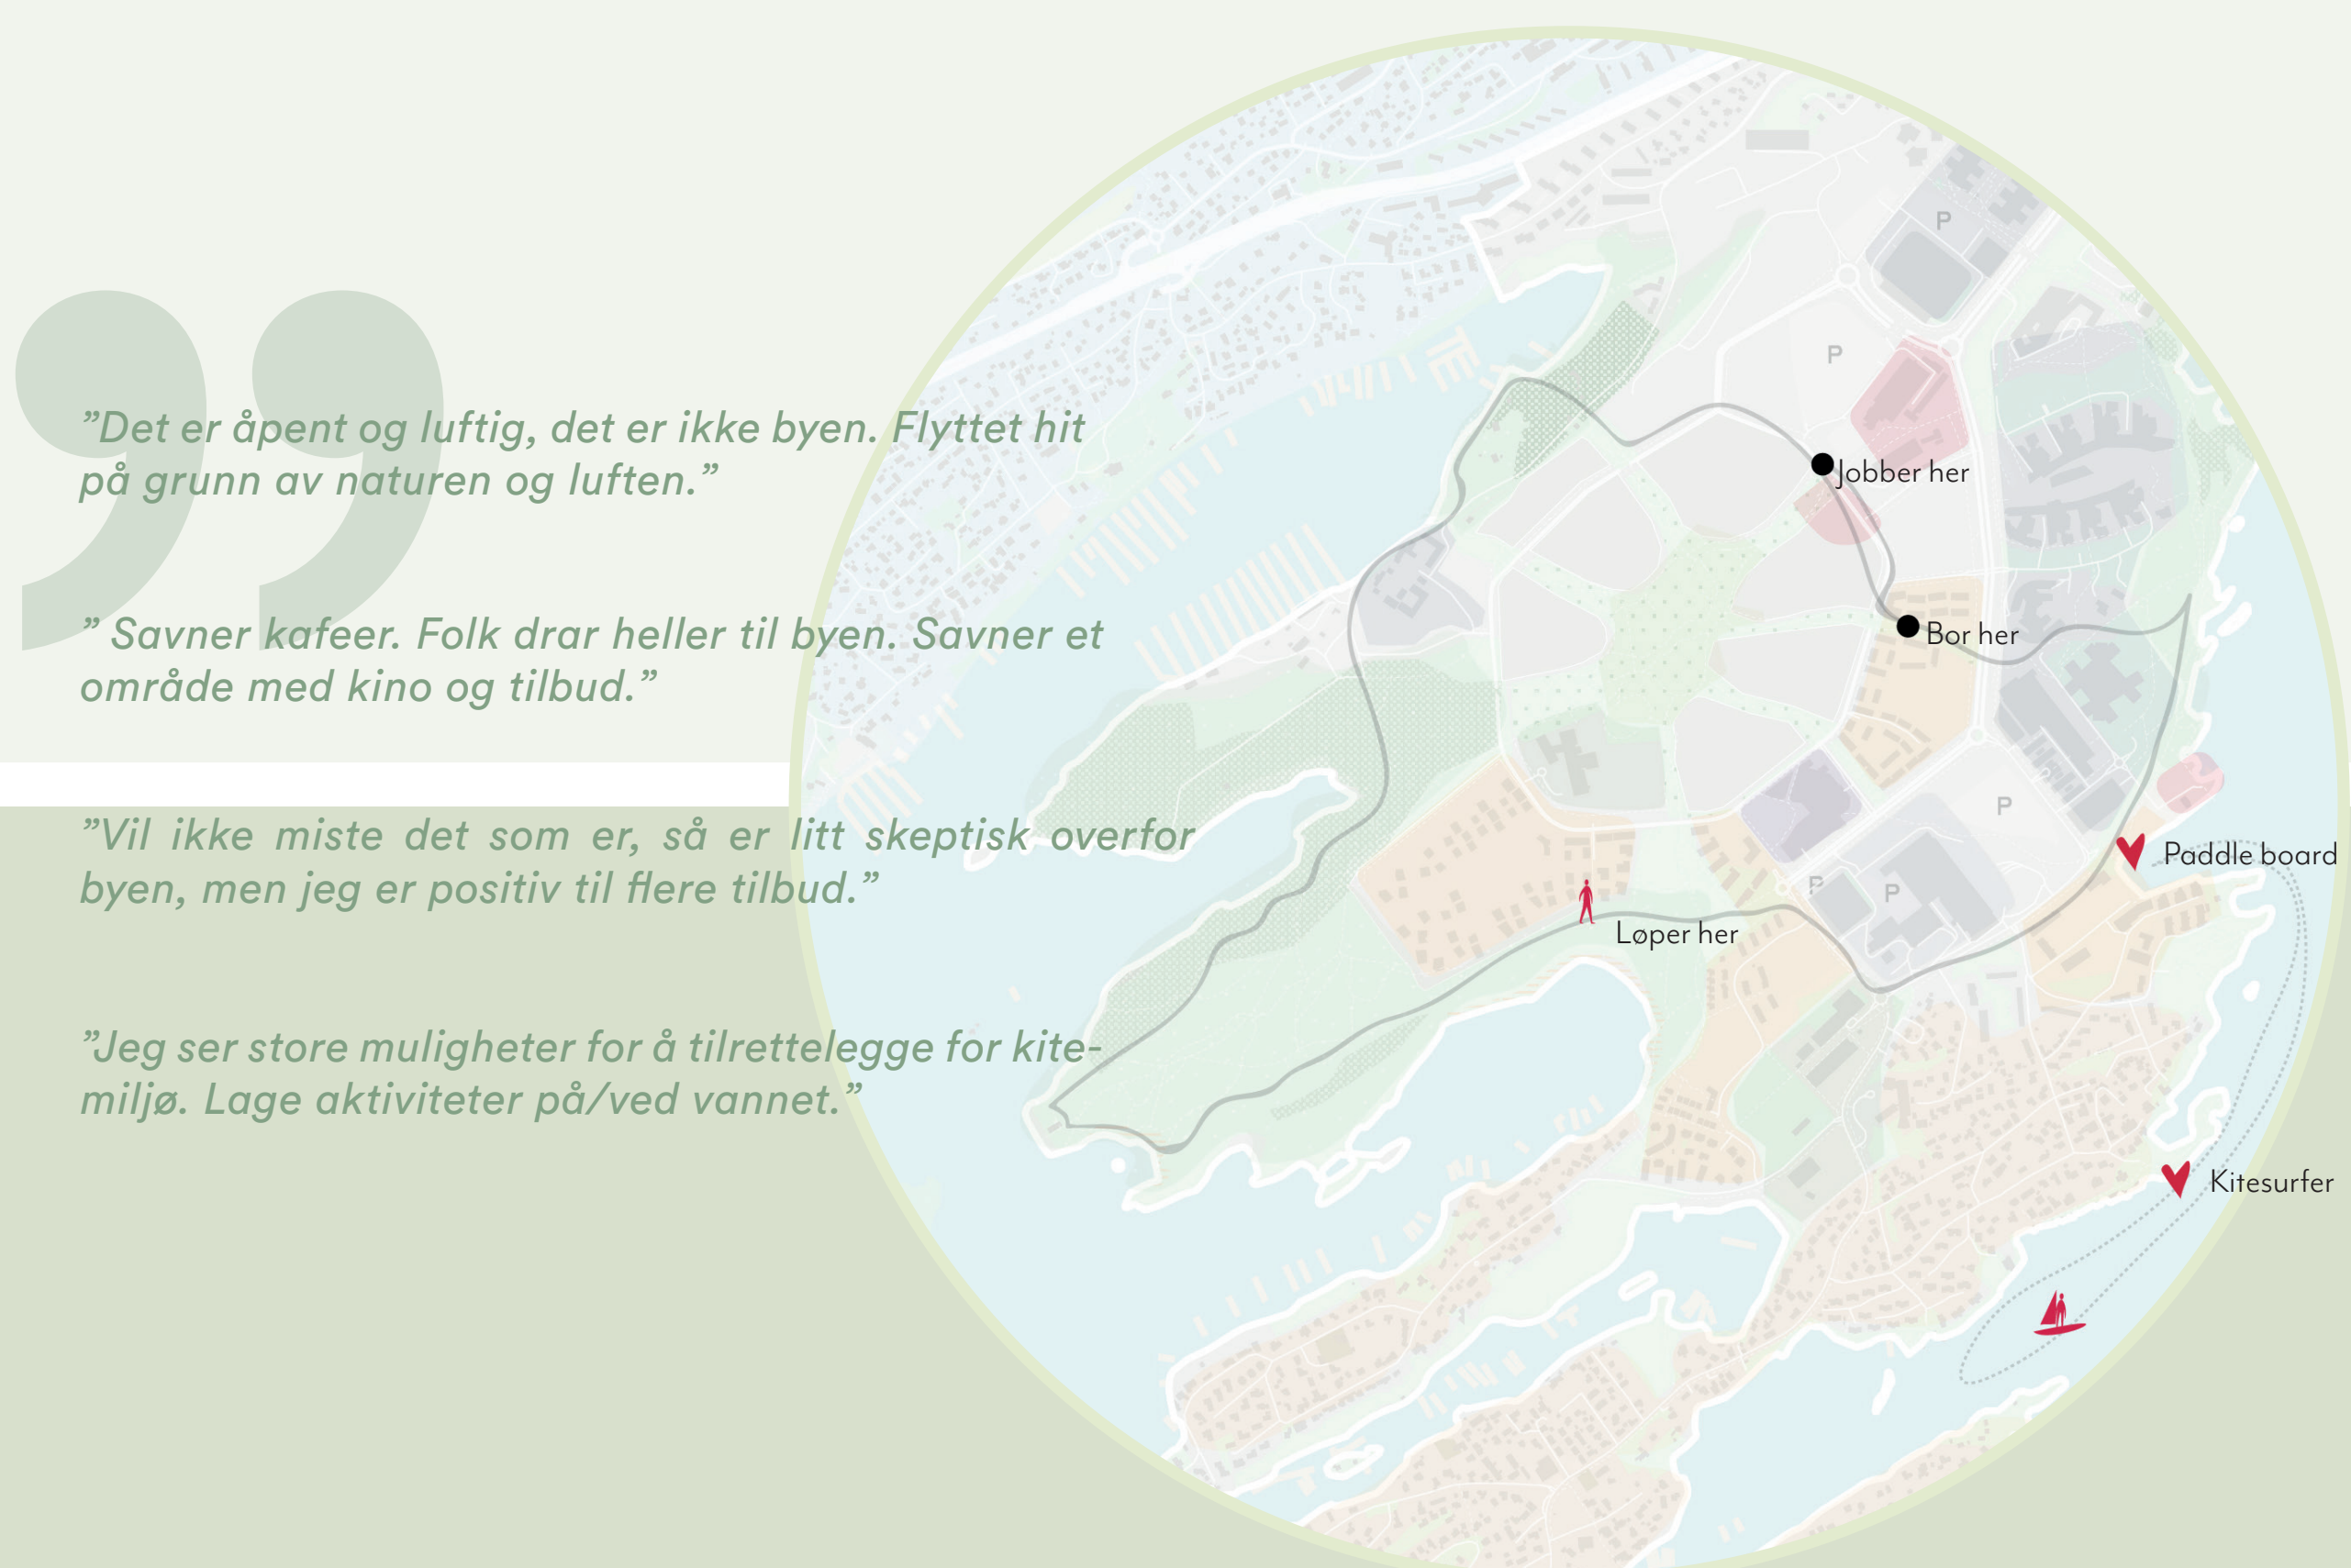 ”Det er åpent og luftig, det er ikke byen. Flyttet hit
på grunn av naturen og luften.”
” Savner kafeer. Folk drar heller til byen. Savner et
område med kino og tilbud.”
”Vil ikke miste det som er, så er litt skeptisk overfor
byen, men jeg er positiv til flere tilbud.”
”Jeg ser store muligheter for å tilrettelegge for kite-
miljø. Lage aktiviteter på/ved vannet.”
P
P
Jobber her
Bor her
P
Paddle board
P
P
Løper her
Kitesurfer